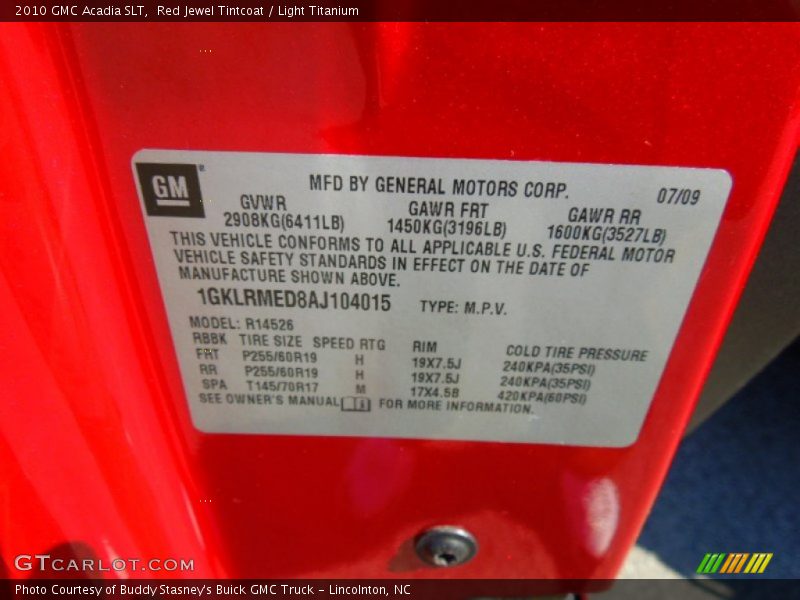 2010 GMC Acadia SLT, Red Jewel Tintcoat / Light Titanium
GM
MFD BY GENERAL MOTORS CORP. 07/09
GVWR GAWR FRT GAWR RR
2908KG(6411LB) 1450KG(3196LB) 1600KG(3527LB)
THIS VEHICLE CONFORMS TO ALL APPLICABLE U.S. FEDERAL MOTOR
VEHICLE SAFETY STANDARDS IN EFFECT ON THE DATE OF
MANUFACTURE SHOWN ABOVE.
1GKLRMED8AJ104015 TYPE: M.P.V.
MODEL: R14526
RBBK TIRE SIZE SPEED RTG RIM COLD TIRE PRESSURE
FRT P255/60R19 H 19X7.5J 240KPA(35PSI)
RR P255/60R19 H 19X7.5J 240KPA(35PSI)
SPA T145/70R17 M 17X4.5B 420KPA(60PSI)
SEE OWNER'S MANUAL FOR MORE INFORMATION.
GTCARLOT.COM
Photo Courtesy of Buddy Stasney's Buick GMC Truck - Lincolnton, NC